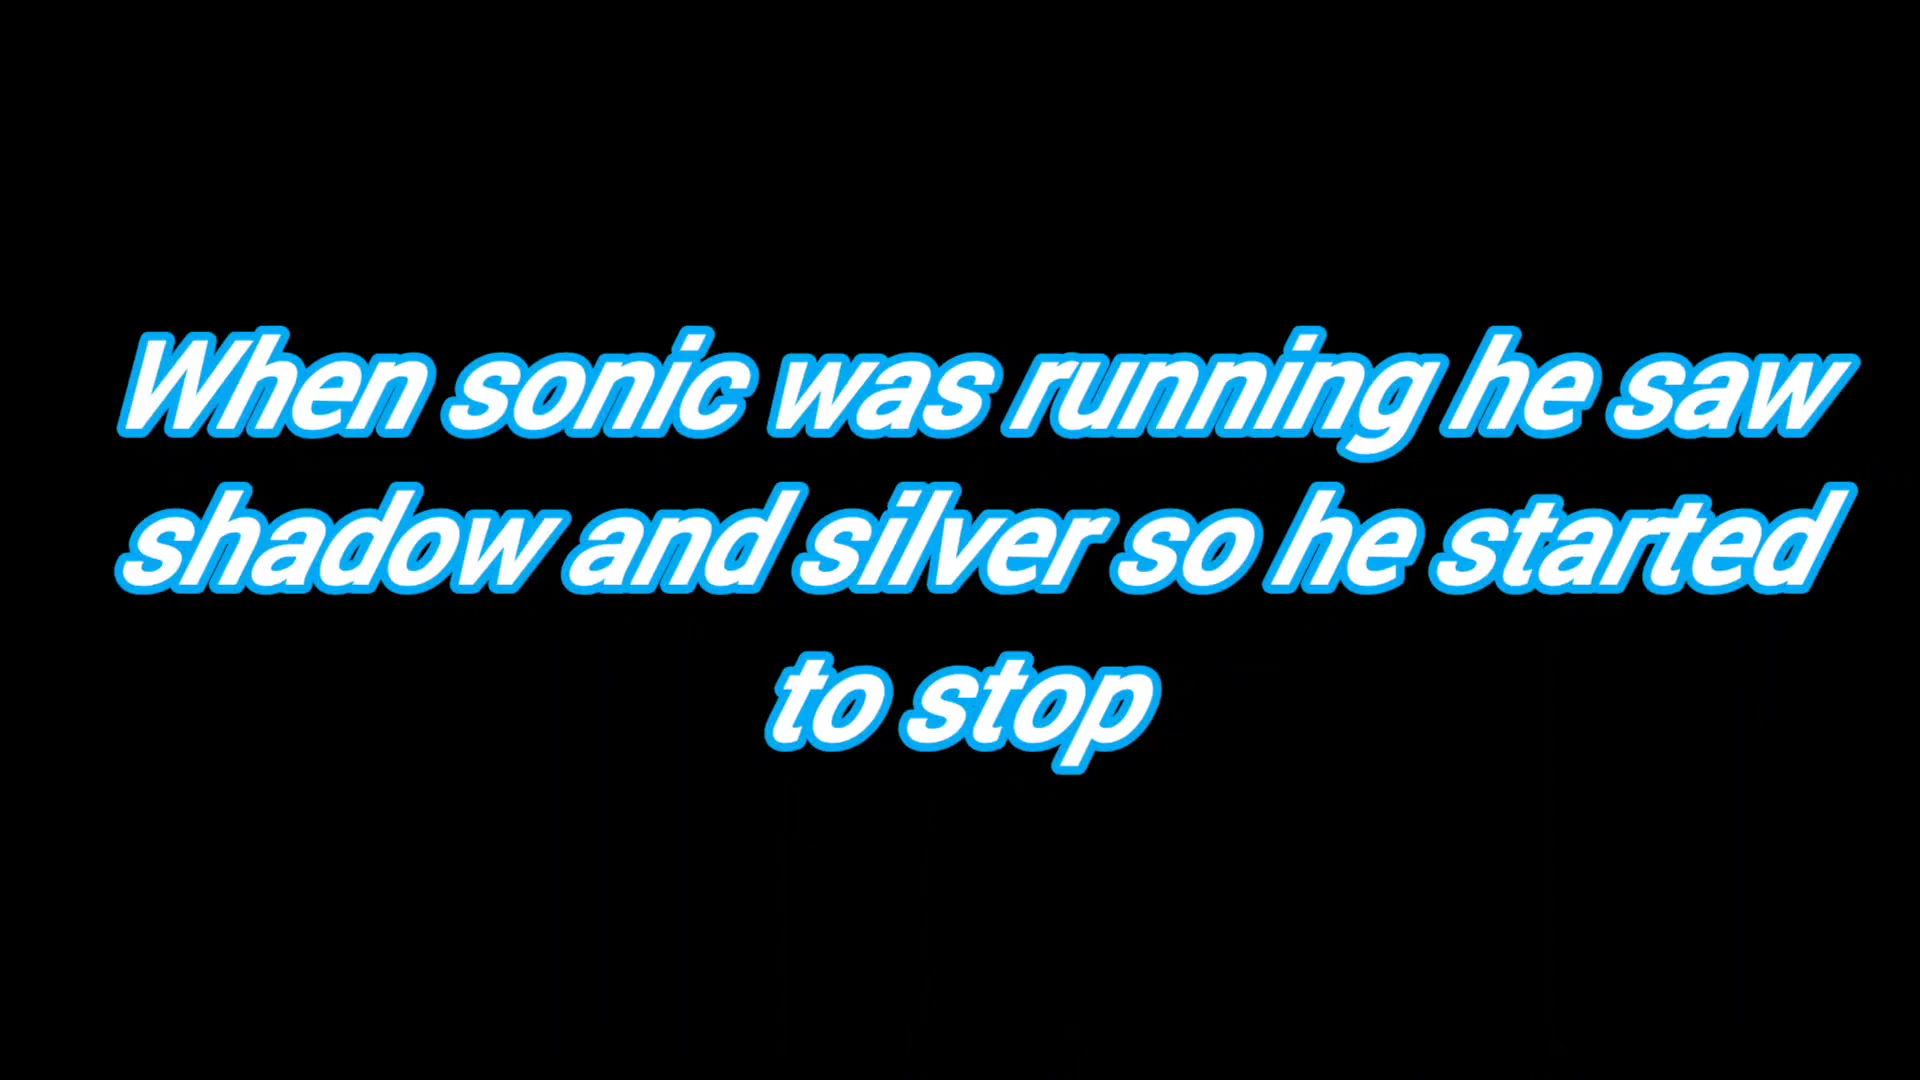 When sonic was running he saw
shadow and silver so he started
to stop